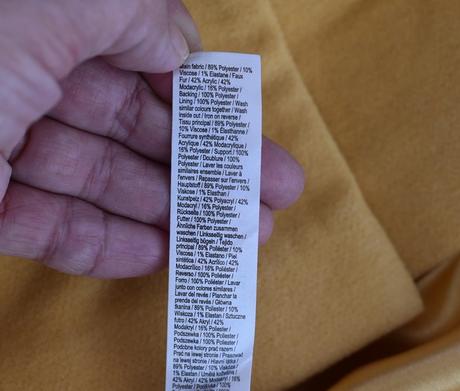 Main fabric / 89% Polyester / 10%
Viscose / 1% Elastane / Faux
Fur / 42% Acrylic / 42%
Modacrylic / 16% Polyester /
Backing / 100% Polyester /
Lining / 100% Polyester / Wash
similar colours together / Wash
inside out / Iron on reverse /
Tissu principal / 89% Polyester /
10% Viscose / 1% Élasthanne /
Fourrure synthétique / 42%
Acrylique / 42% Modacrylique /
16% Polyester / Support / 100%
Polyester / Doublure / 100%
Polyester / Laver les couleurs
similaires ensemble / Laver à
l'envers / Repasser sur l'envers /
Hauptstoff / 89% Polyester / 10%
Viskose / 1% Elasthan /
Kunstpelz / 42% Polyacryl / 42%
Modacryl / 16% Polyester /
Rückseite / 100% Polyester /
Futter / 100% Polyester /
Ähnliche Farben zusammen
waschen / Linksseitig waschen /
Linksseitig bügeln / Tejido
principal / 89% Poliéster / 10%
Viscosa / 1% Elastano / Piel
sintética / 42% Acrílico / 42%
Modacrílico / 16% Poliéster /
Reverso / 100% Poliéster /
Forro / 100% Poliéster / Lavar
junto con colores similares /
Lavar del revés / Planchar la
prenda del revés / Główna
tkanina / 89% Poliester / 10%
Wiskoza / 1% Elastan / Sztuczne
futro / 42% Akryl / 42%
Modakryl / 16% Poliester /
Podszewka / 100% Poliester /
Podszewka / 100% Poliester /
Podobne kolory prać razem /
Prać na lewej stronie / Prasować
na lewej stronie / Hlavní látka /
89% Polyester / 10% Viskóza /
1% Elastan / Umělá kožešina /
42% Akryl / 42% Modakryl / 16%